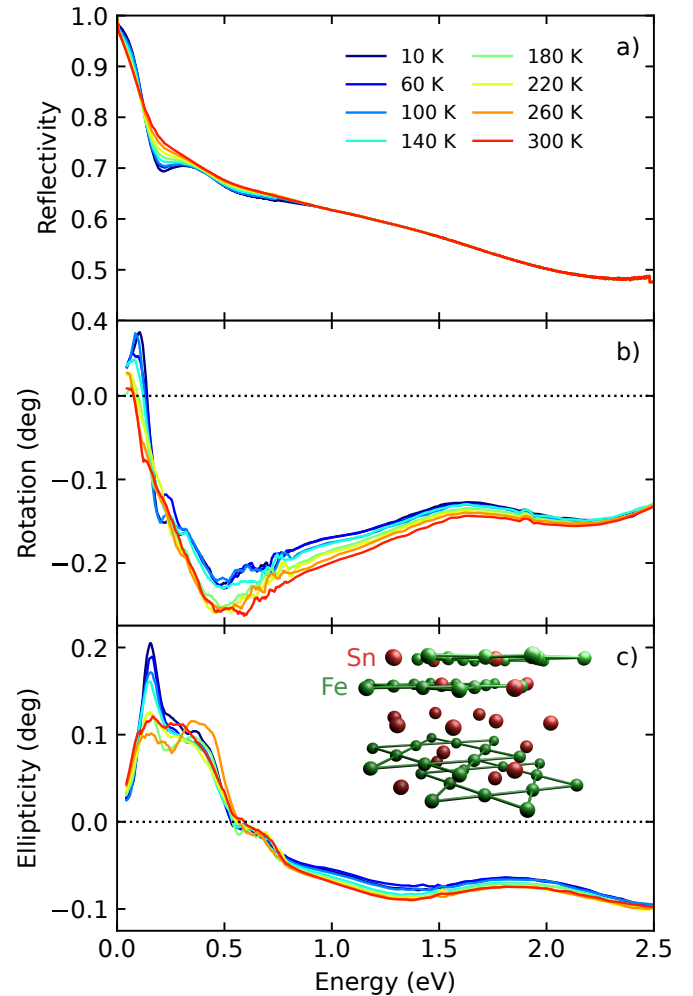 a)
1.0
0.9
0.8
0.7
0.6
0.5
0.4
Reflectivity
10 K
60 K
100 K
140 K
180 K
220 K
260 K
300 K
b)
0.0
−0.1
−0.2
Rotation (deg)
c)
0.2
0.1
0.0
−0.1
Ellipticity (deg)
Sn
Fe
0.0 0.5 1.0 1.5 2.0 2.5
Energy (eV)